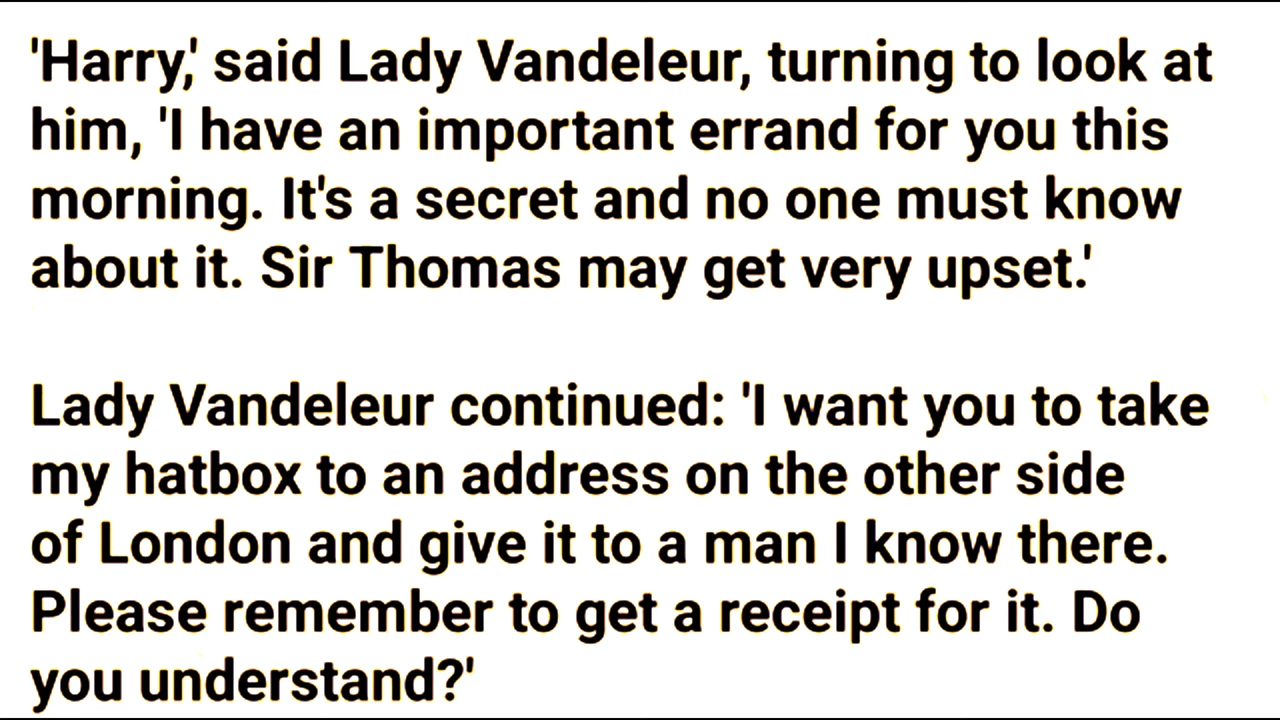 'Harry,' said Lady Vandeleur, turning to look at
him, 'I have an important errand for you this
morning. It's a secret and no one must know
about it. Sir Thomas may get very upset.'
Lady Vandeleur continued: 'I want you to take
my hatbox to an address on the other side
of London and give it to a man I know there.
Please remember to get a receipt for it. Do
you understand?'